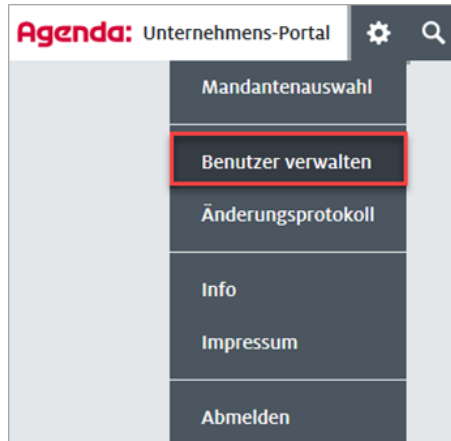 Agenda: Unternehmens-Portal
Mandantenauswahl
Benutzer verwalten
Änderungsprotokoll
Info
Impressum
Abmelden